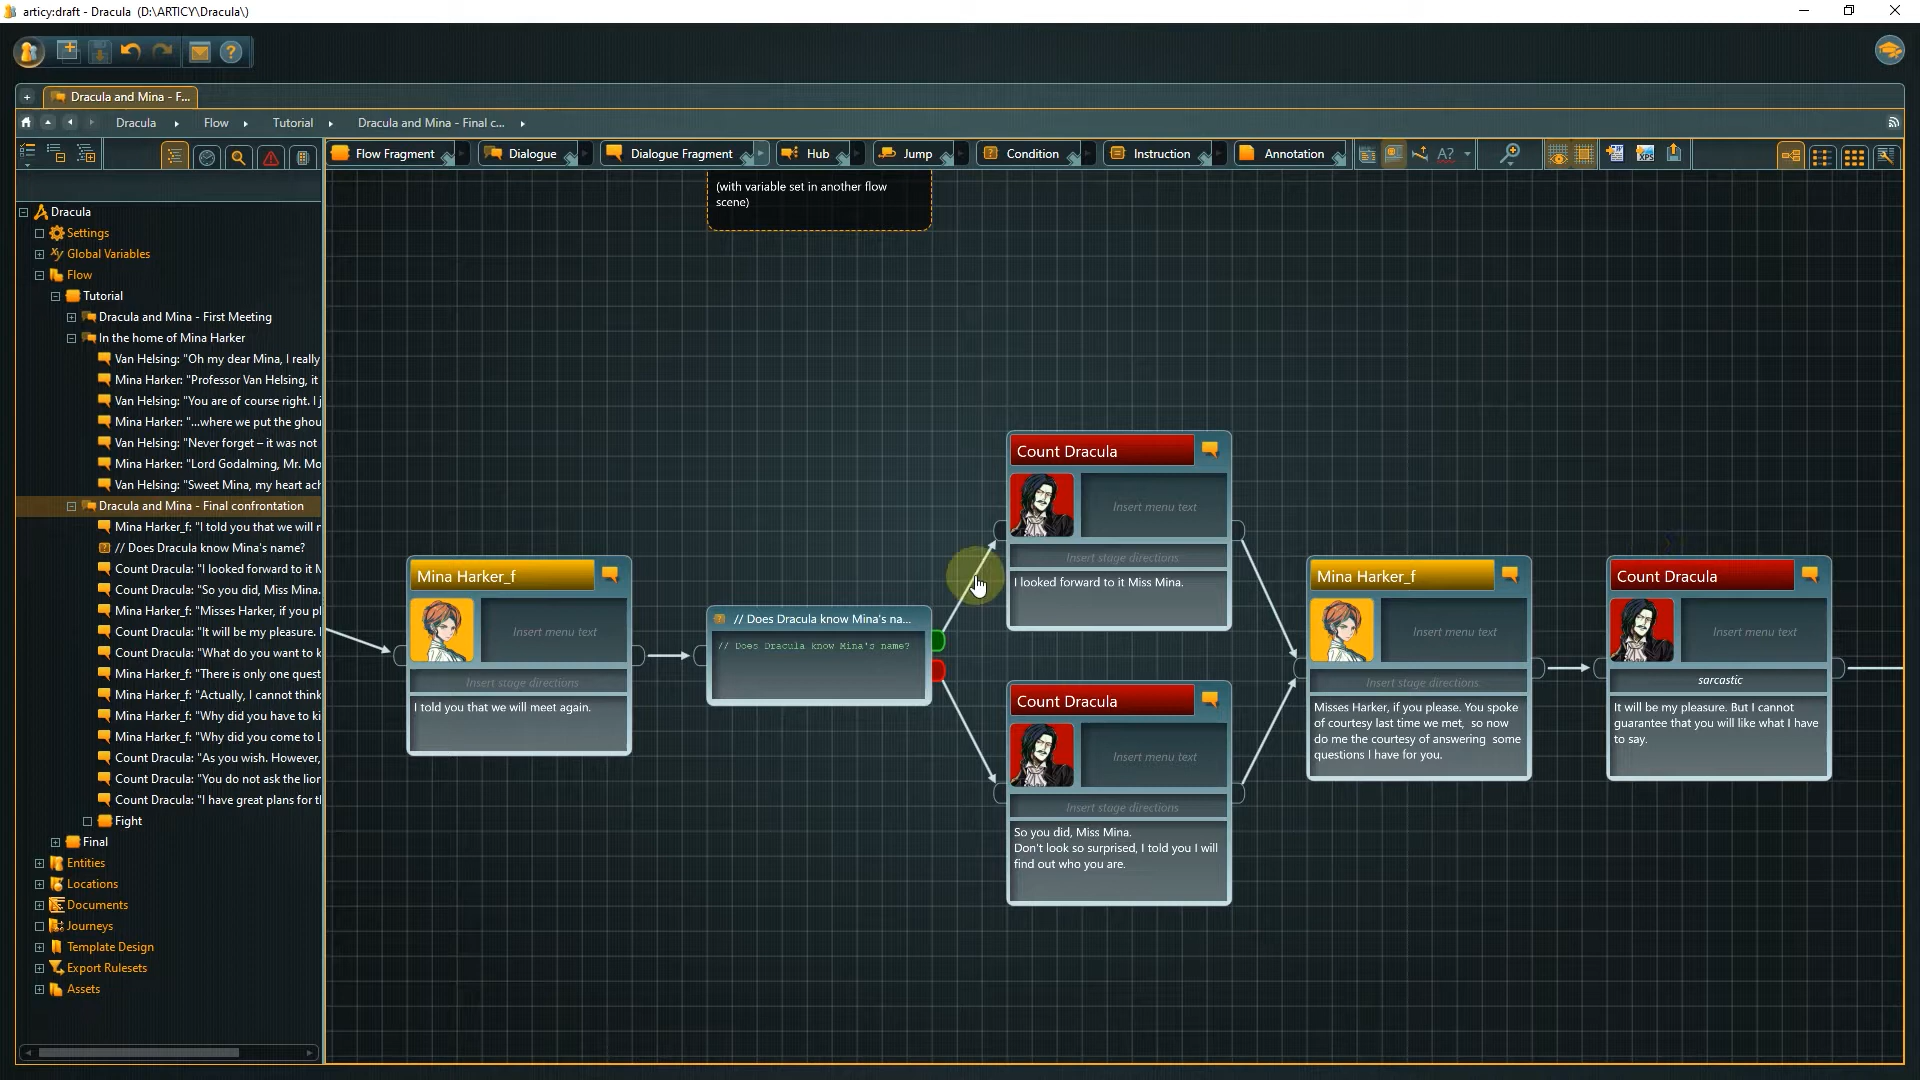 articy:draft - Dracula (D:\ARTICY\Dracula\)
Dracula and Mina - F...
Dracula
Flow
Tutorial
Dracula and Mina - Final c...
Flow Fragment
Dialogue
Dialogue Fragment
Hub
Jump
Condition
Instruction
Annotation
Dracula
Settings
Global Variables
Flow
Tutorial
Dracula and Mina - First Meeting
In the home of Mina Harker
Van Helsing: "Oh my dear Mina, I really
Mina Harker: "Professor Van Helsing, it
Van Helsing: "You are of course right. I j
Mina Harker: "...where we put the ghou
Van Helsing: "Never forget – it was not
Mina Harker: "Lord Godalming, Mr. Mo
Van Helsing: "Sweet Mina, my heart ach
Dracula and Mina - Final confrontation
Mina Harker_f: "I told you that we will r
// Does Dracula know Mina's name?
Count Dracula: "I looked forward to it M
Count Dracula: "So you did, Miss Mina.
Mina Harker_f: "Misses Harker, if you pl
Count Dracula: "It will be my pleasure.
Count Dracula: "What do you want to k
Mina Harker_f: "There is only one quest
Mina Harker_f: "Actually, I cannot think
Mina Harker_f: "Why did you have to ki
Mina Harker_f: "Why did you come to L
Count Dracula: "As you wish. However,
Count Dracula: "You do not ask the lion
Count Dracula: "I have great plans for th
Fight
Final
Entities
Locations
Documents
Journeys
Template Design
Export Rulesets
Assets
(with variable set in another flow
scene)
Mina Harker_f
Insert menu text
Insert stage directions
I told you that we will meet again.
// Does Dracula know Mina's na...
// Does Dracula know Mina's name?
Count Dracula
Insert menu text
Insert stage directions
I looked forward to it Miss Mina.
Count Dracula
Insert menu text
Insert stage directions
So you did, Miss Mina.
Don't look so surprised, I told you I will
find out who you are.
Mina Harker_f
Insert menu text
Insert stage directions
Misses Harker, if you please. You spoke
of courtesy last time we met, so now
do me the courtesy of answering some
questions I have for you.
Count Dracula
Insert menu text
sarcastic
It will be my pleasure. But I cannot
guarantee that you will like what I have
to say.